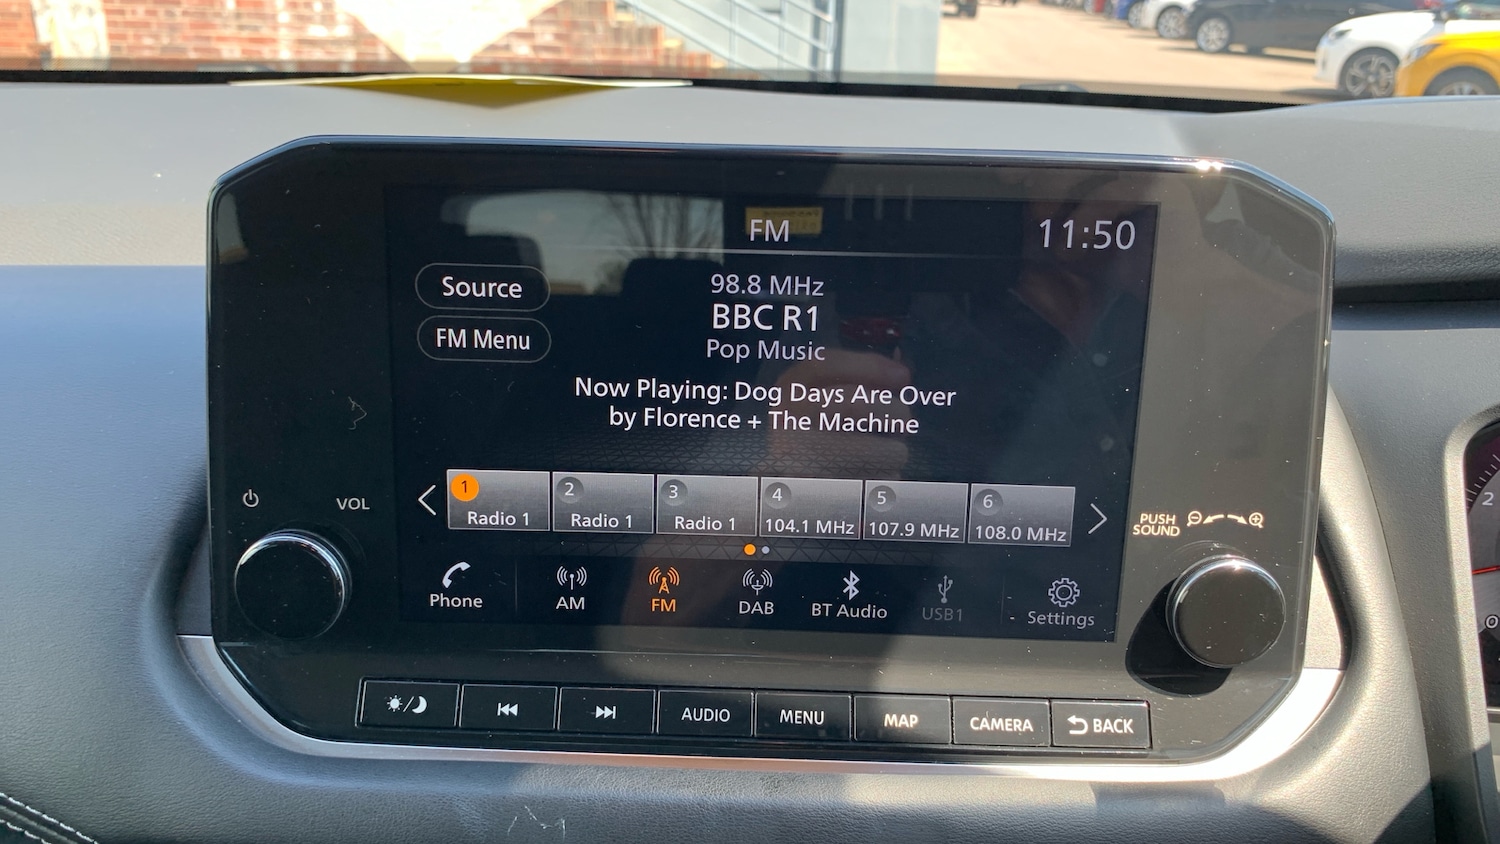 FM
11:50
Source
98.8 MHz
BBC R1
FM Menu
Pop Music
Now Playing: Dog Days Are Over
by Florence + The Machine
VOL
1
2
3
4
5
6
Radio 1
Radio 1
Radio 1
104.1 MHz
107.9 MHz
108.0 MHz
PUSH
SOUND
Phone
AM
FM
DAB
BT Audio
USB1
Settings
AUDIO
MENU
MAP
CAMERA
BACK
2
0